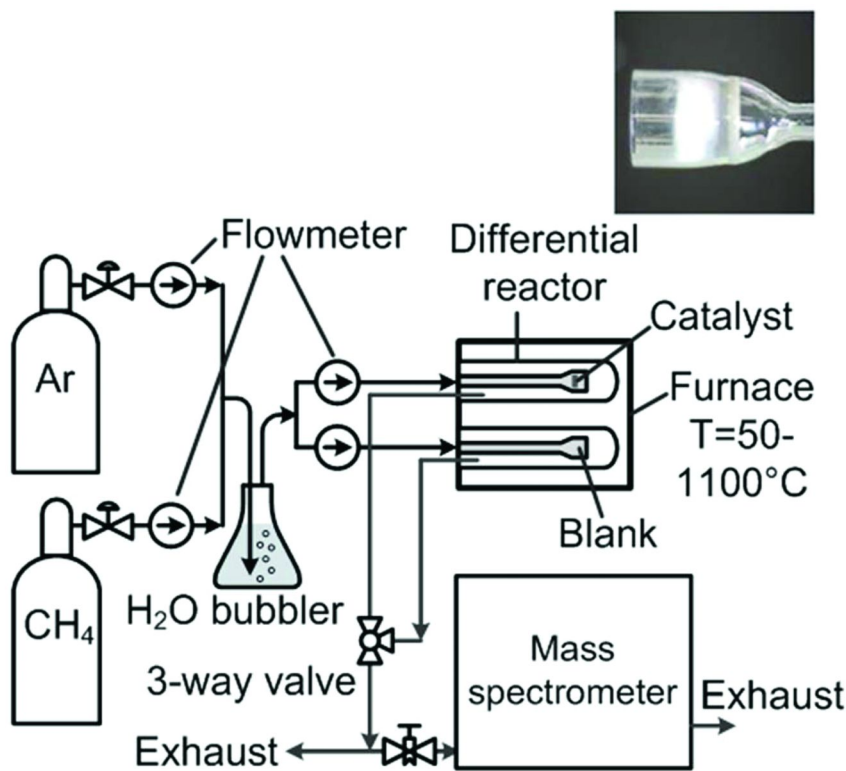 Flowmeter
Differential
reactor
Catalyst
Ar
Furnace
T=50-
1100°C
Blank
CH₄
H₂O bubbler
3-way valve
Mass
spectrometer
Exhaust
Exhaust